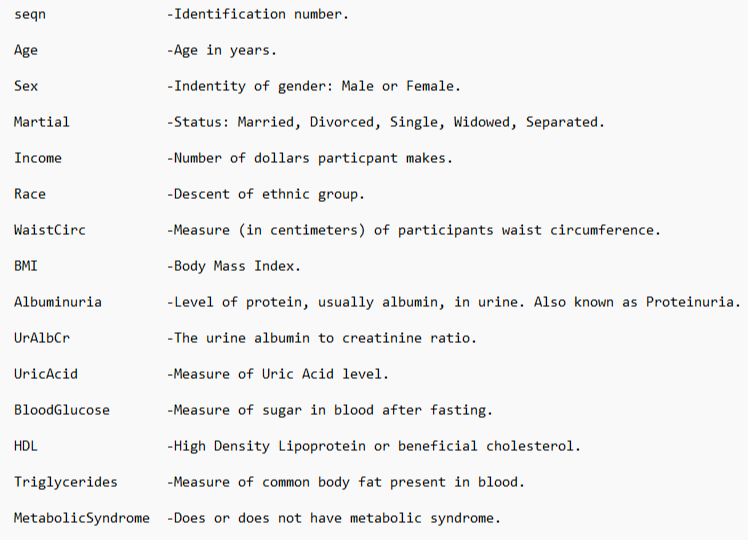 seqn -Identification number.
Age -Age in years.
Sex -Indentity of gender: Male or Female.
Martial -Status: Married, Divorced, Single, Widowed, Separated.
Income -Number of dollars particpant makes.
Race -Descent of ethnic group.
WaistCirc -Measure (in centimeters) of participants waist circumference.
BMI -Body Mass Index.
Albuminuria -Level of protein, usually albumin, in urine. Also known as Proteinuria.
UrAlbCr -The urine albumin to creatinine ratio.
UricAcid -Measure of Uric Acid level.
BloodGlucose -Measure of sugar in blood after fasting.
HDL -High Density Lipoprotein or beneficial cholesterol.
Triglycerides -Measure of common body fat present in blood.
MetabolicSyndrome -Does or does not have metabolic syndrome.